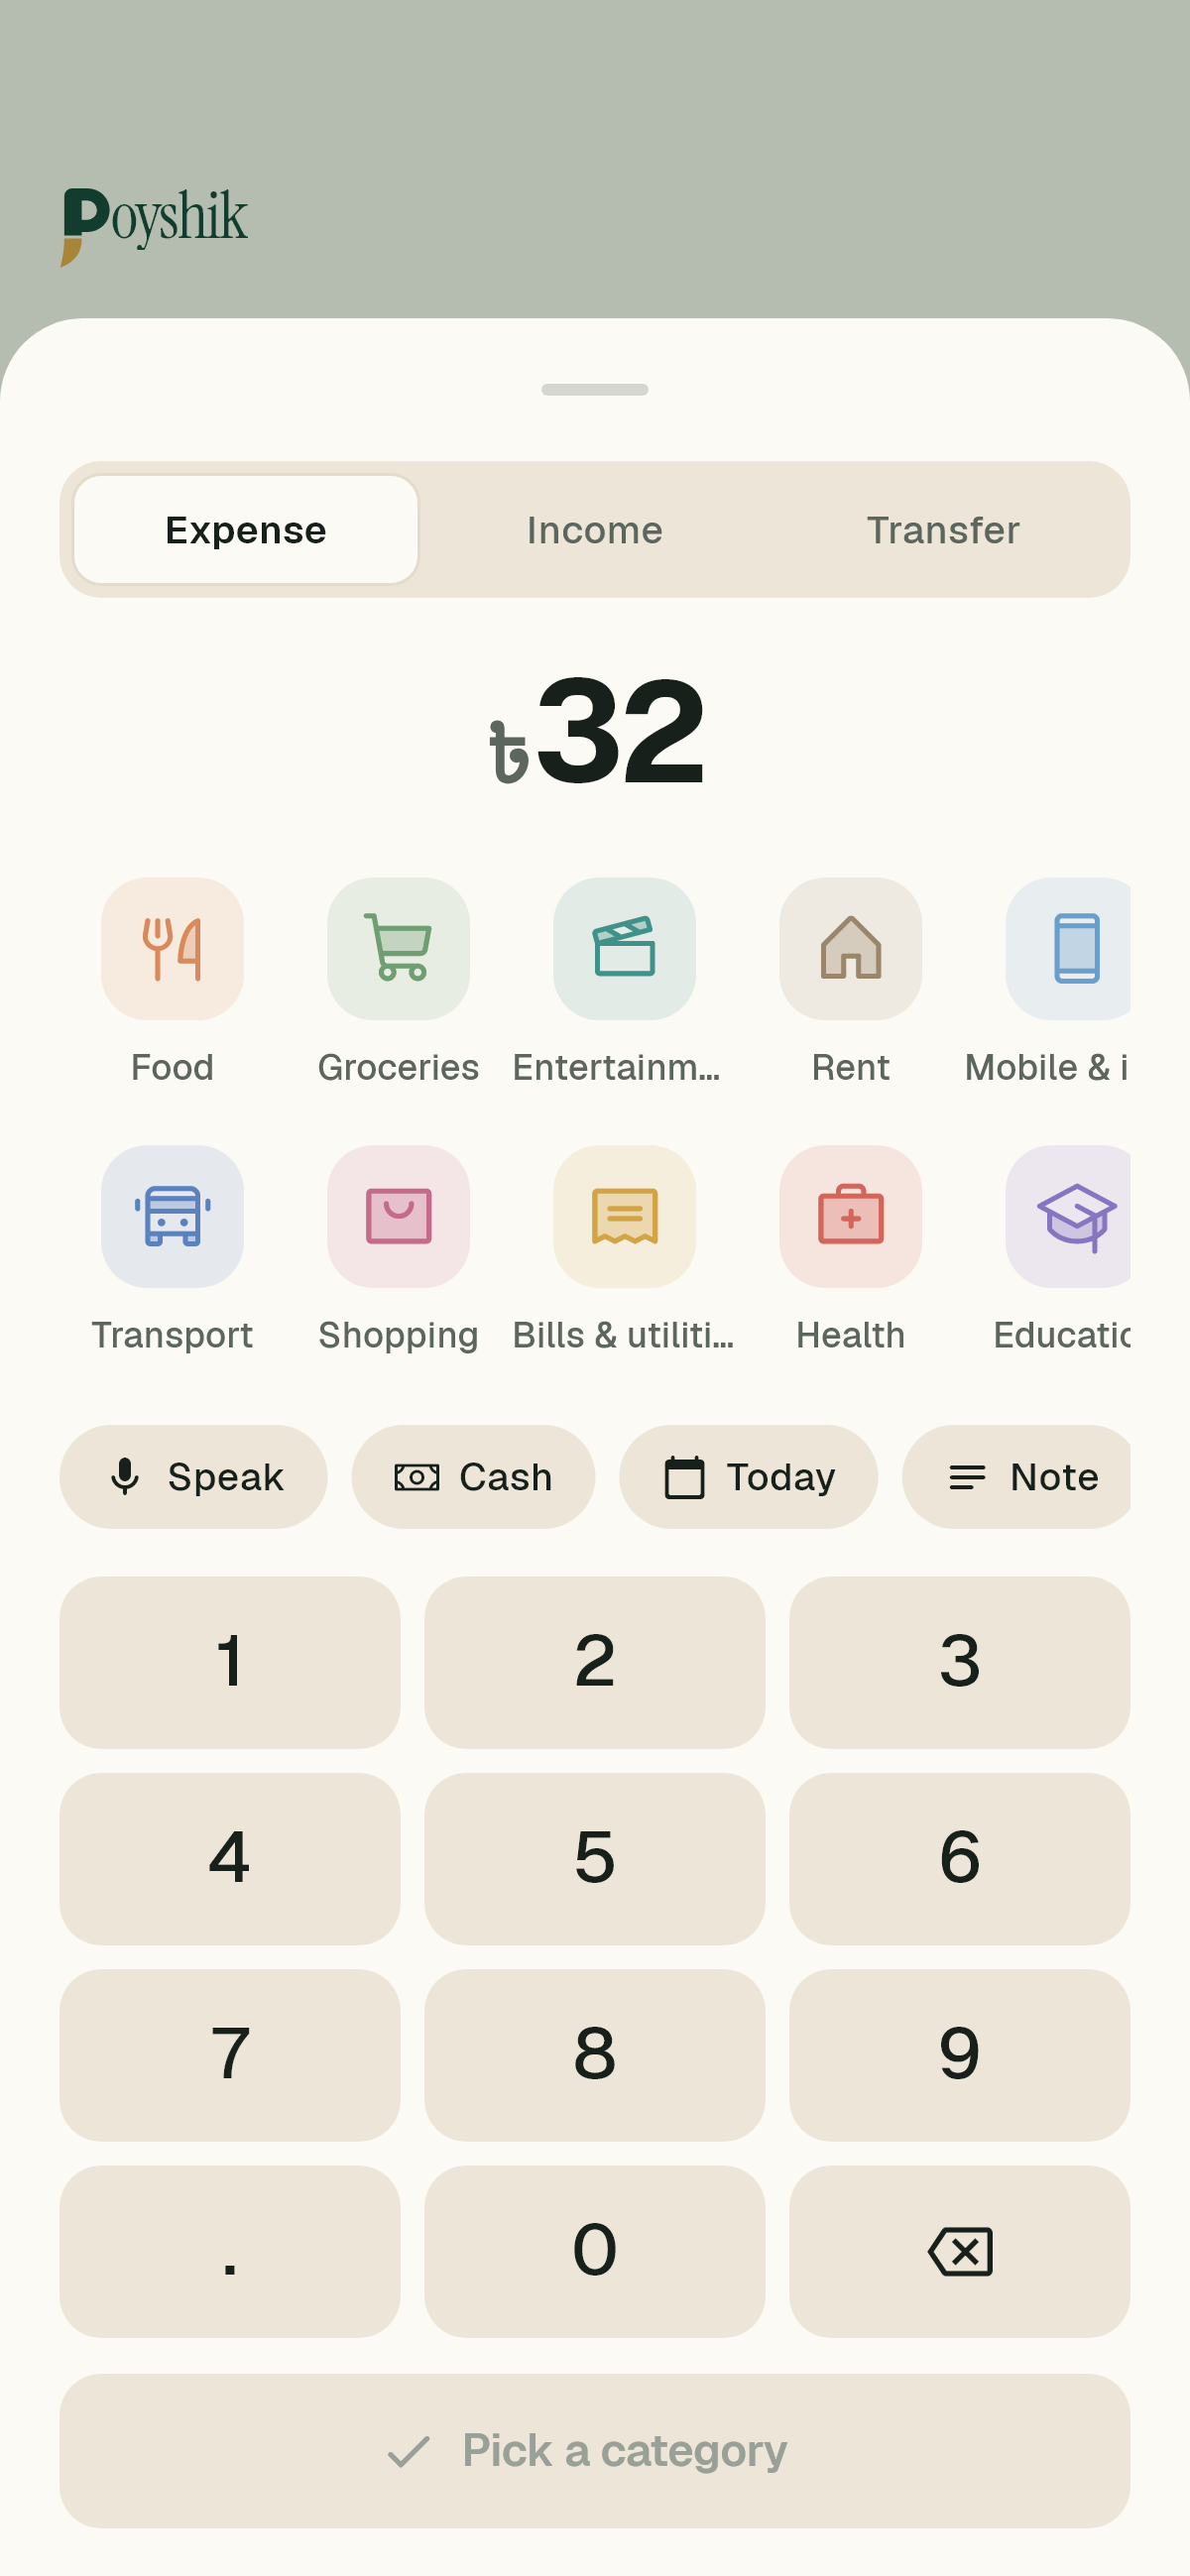 Poyshik
Expense Income Transfer
৳32
Food Groceries Entertainm... Rent Mobile & i
Transport Shopping Bills & utiliti... Health Educatio
Speak Cash Today Note
1 2 3
4 5 6
7 8 9
. 0
Pick a category